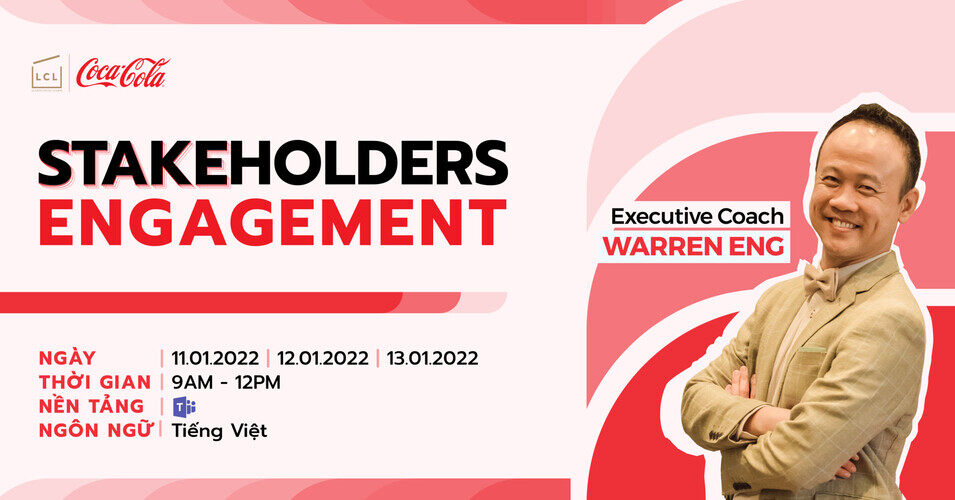 LCL
Coca-Cola
STAKEHOLDERS
ENGAGEMENT
Executive Coach
WARREN ENG
NGÀY | 11.01.2022 | 12.01.2022 | 13.01.2022
THỜI GIAN | 9AM - 12PM
NỀN TẢNG |
NGÔN NGỮ | Tiếng Việt